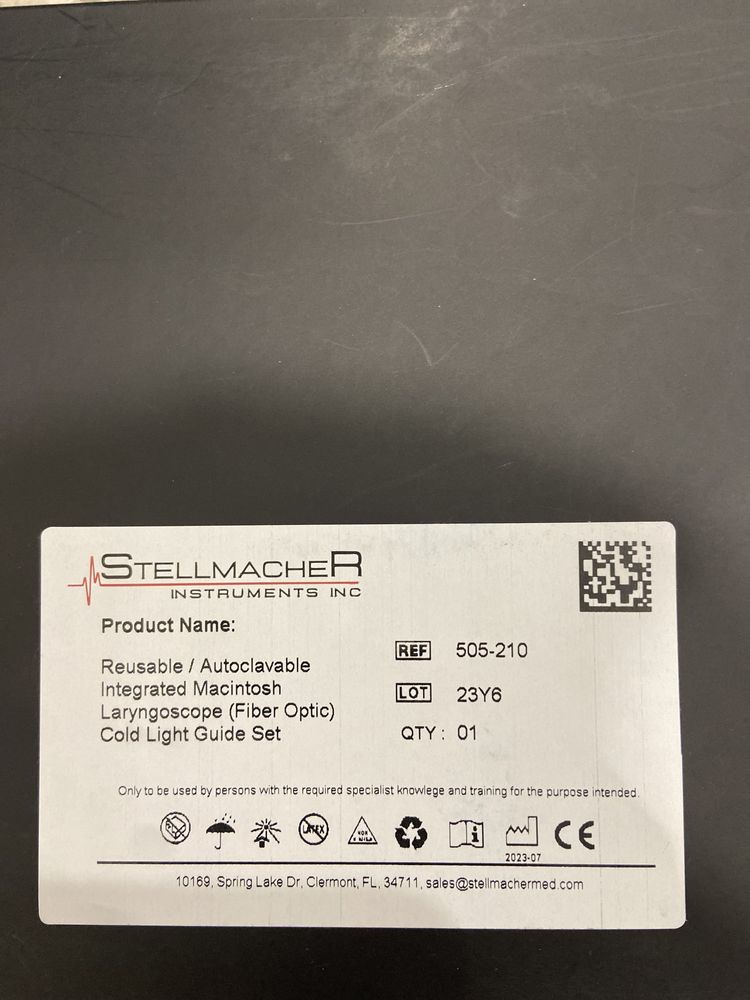 STELLMACHER
INSTRUMENTS INC
Product Name:
Reusable / Autoclavable
Integrated Macintosh
Laryngoscope (Fiber Optic)
Cold Light Guide Set
REF 505-210
LOT 23Y6
QTY : 01
Only to be used by persons with the required specialist knowlege and training for the purpose intended.
LATEX
NON
2023-07
CE
10169, Spring Lake Dr, Clermont, FL, 34711, sales@stellmachermed.com